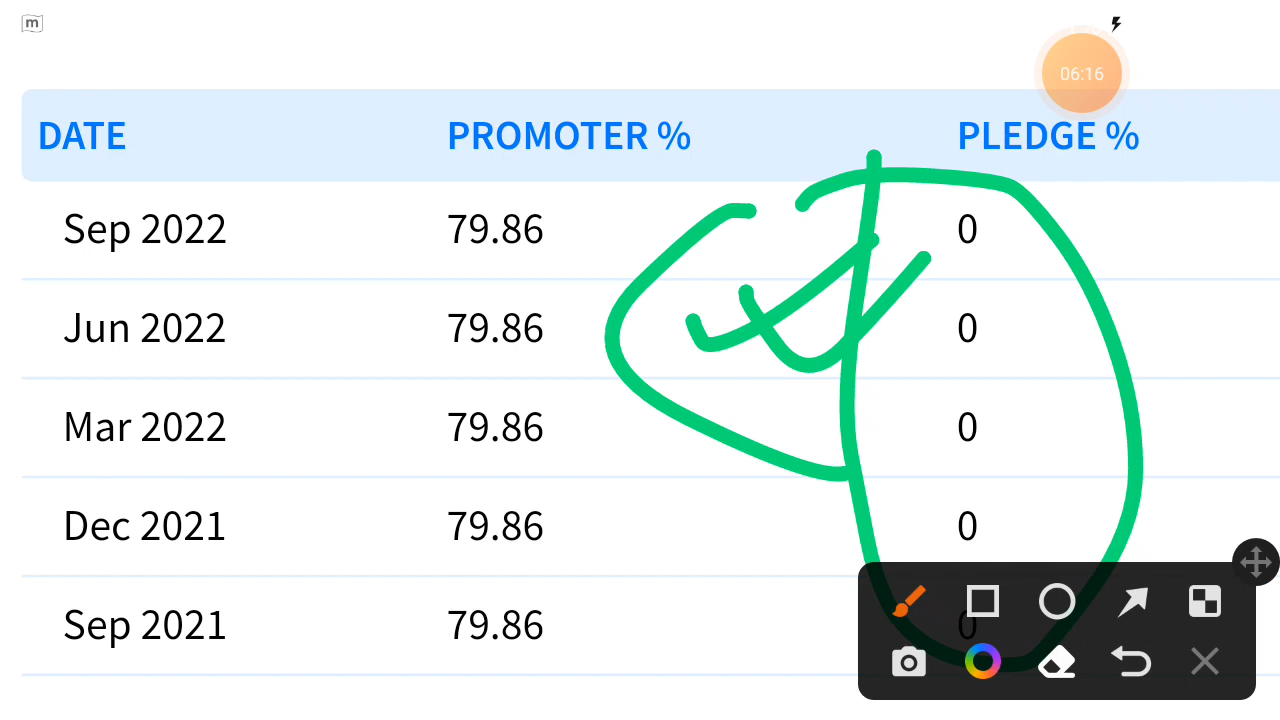 m
06:16
DATE PROMOTER % PLEDGE %
Sep 2022 79.86 0
Jun 2022 79.86 0
Mar 2022 79.86 0
Dec 2021 79.86 0
Sep 2021 79.86 0